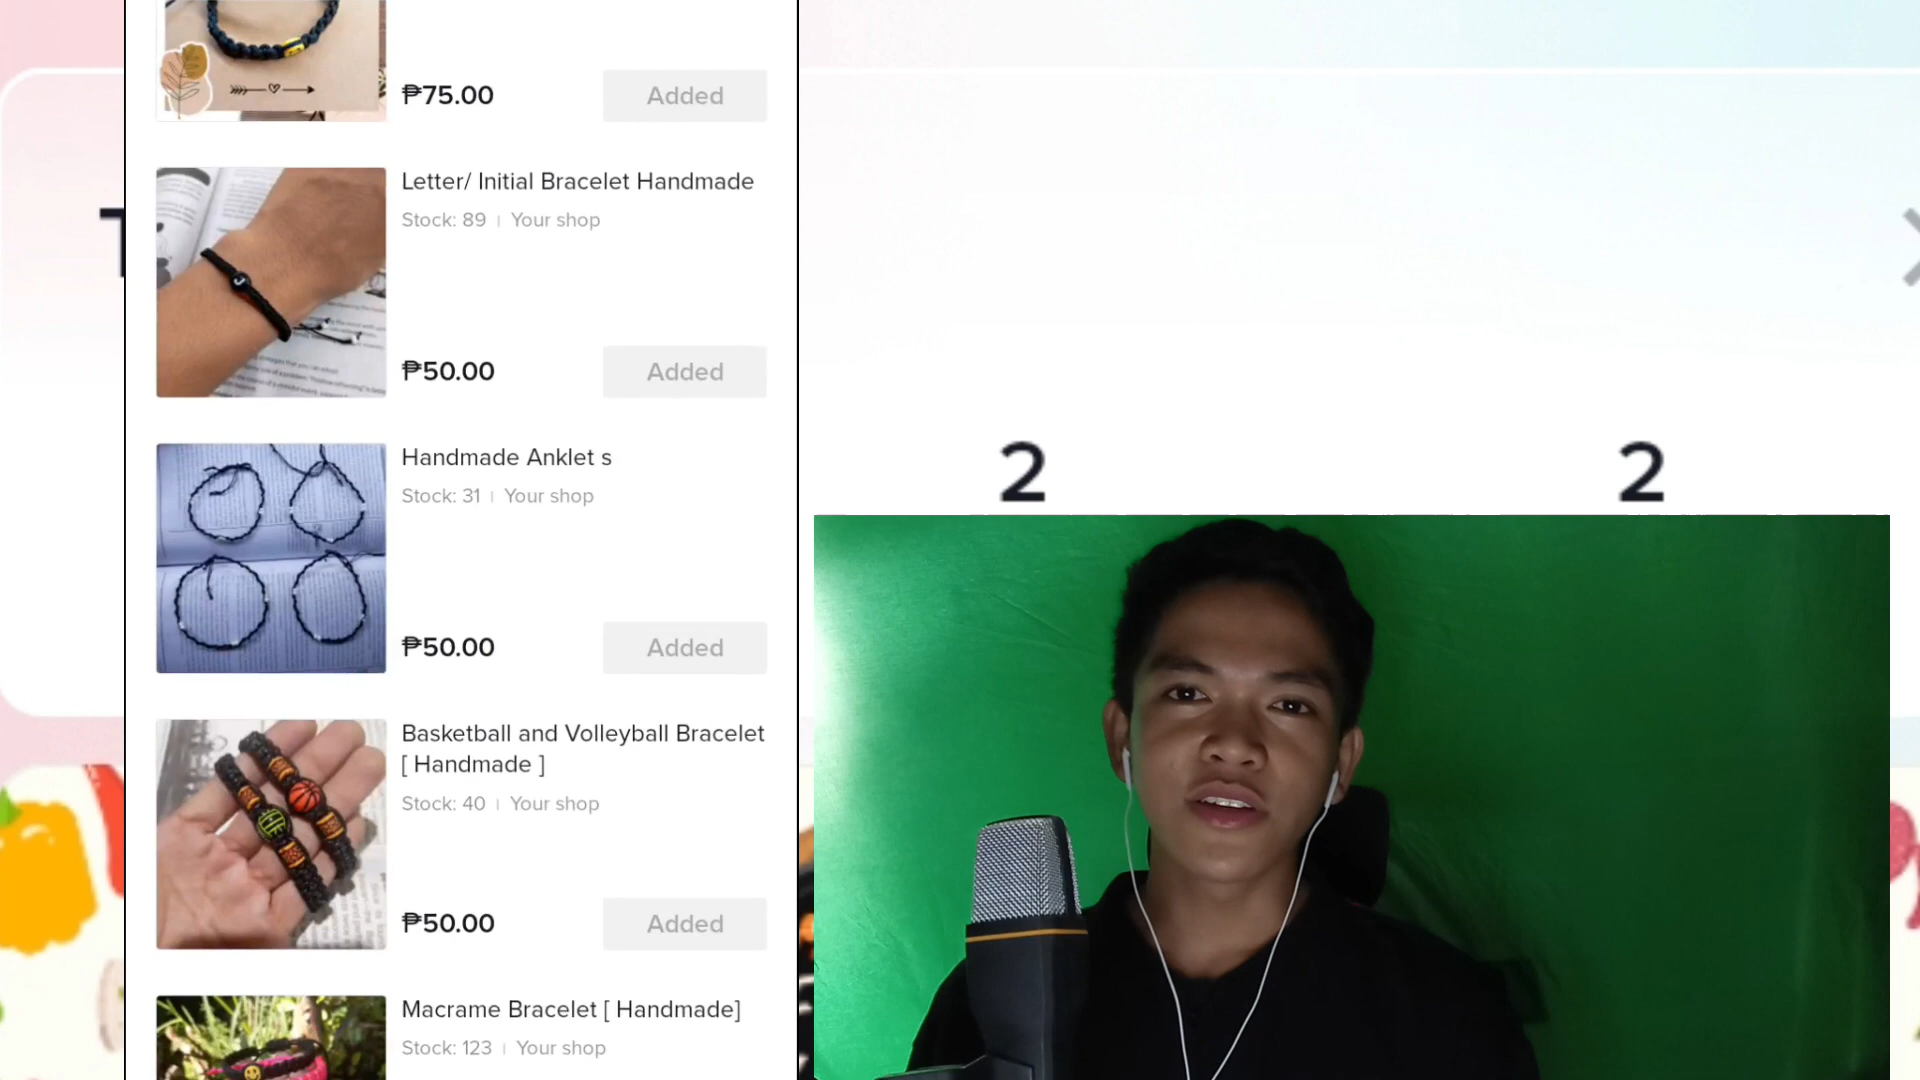 ₱75.00
Added
Letter/ Initial Bracelet Handmade
Stock: 89 | Your shop
₱50.00
Added
Handmade Anklet s
Stock: 31 | Your shop
₱50.00
Added
2
2
Basketball and Volleyball Bracelet
[ Handmade ]
Stock: 40 | Your shop
₱50.00
Added
Macrame Bracelet [ Handmade]
Stock: 123 | Your shop